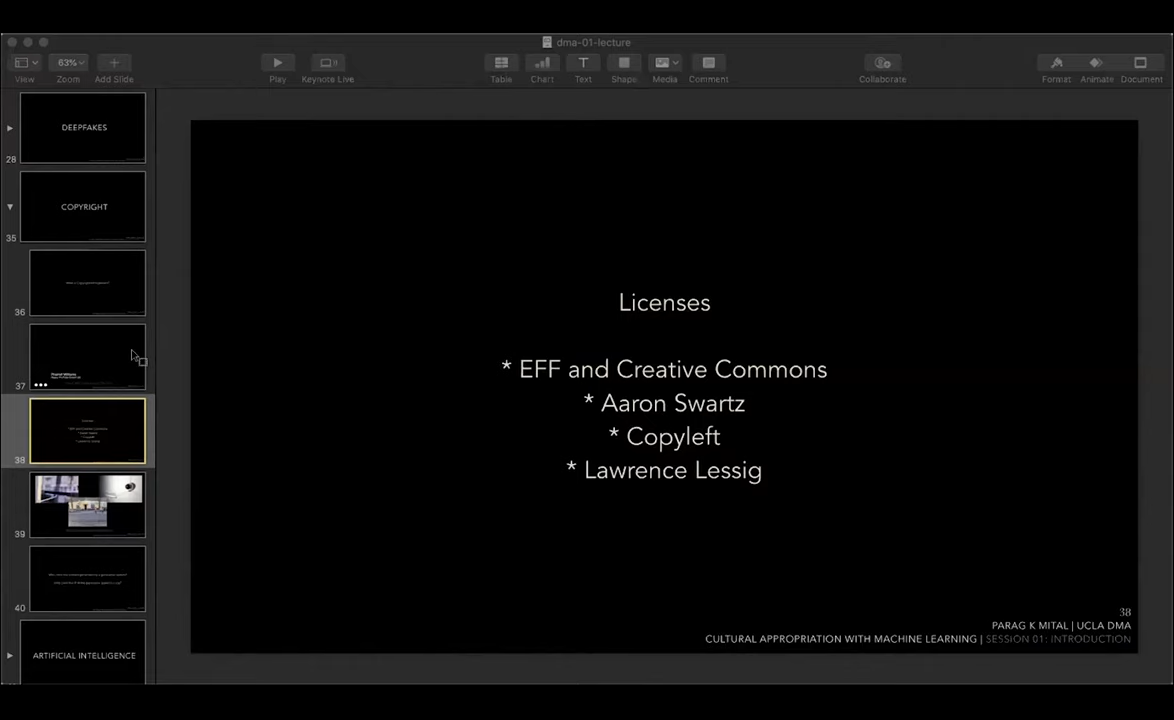 dma-01-lecture
63%
View
Zoom
Add Slide
Play
Keynote Live
Table
Chart
Text
Shape
Media
Comment
Collaborate
Format
Animate
Document
DEEPFAKES
28
COPYRIGHT
35
36
37
38
39
40
ARTIFICIAL INTELLIGENCE
Licenses
* EFF and Creative Commons
* Aaron Swartz
* Copyleft
* Lawrence Lessig
38
PARAG K MITAL | UCLA DMA
CULTURAL APPROPRIATION WITH MACHINE LEARNING | SESSION 01: INTRODUCTION